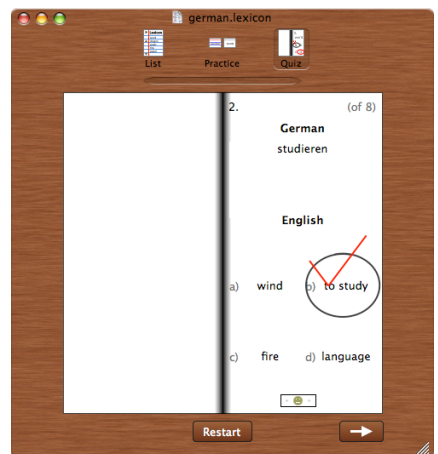 german.lexicon
List Practice Quiz
2. (of 8)
German
studieren
English
a) wind b) to study
c) fire d) language
Restart